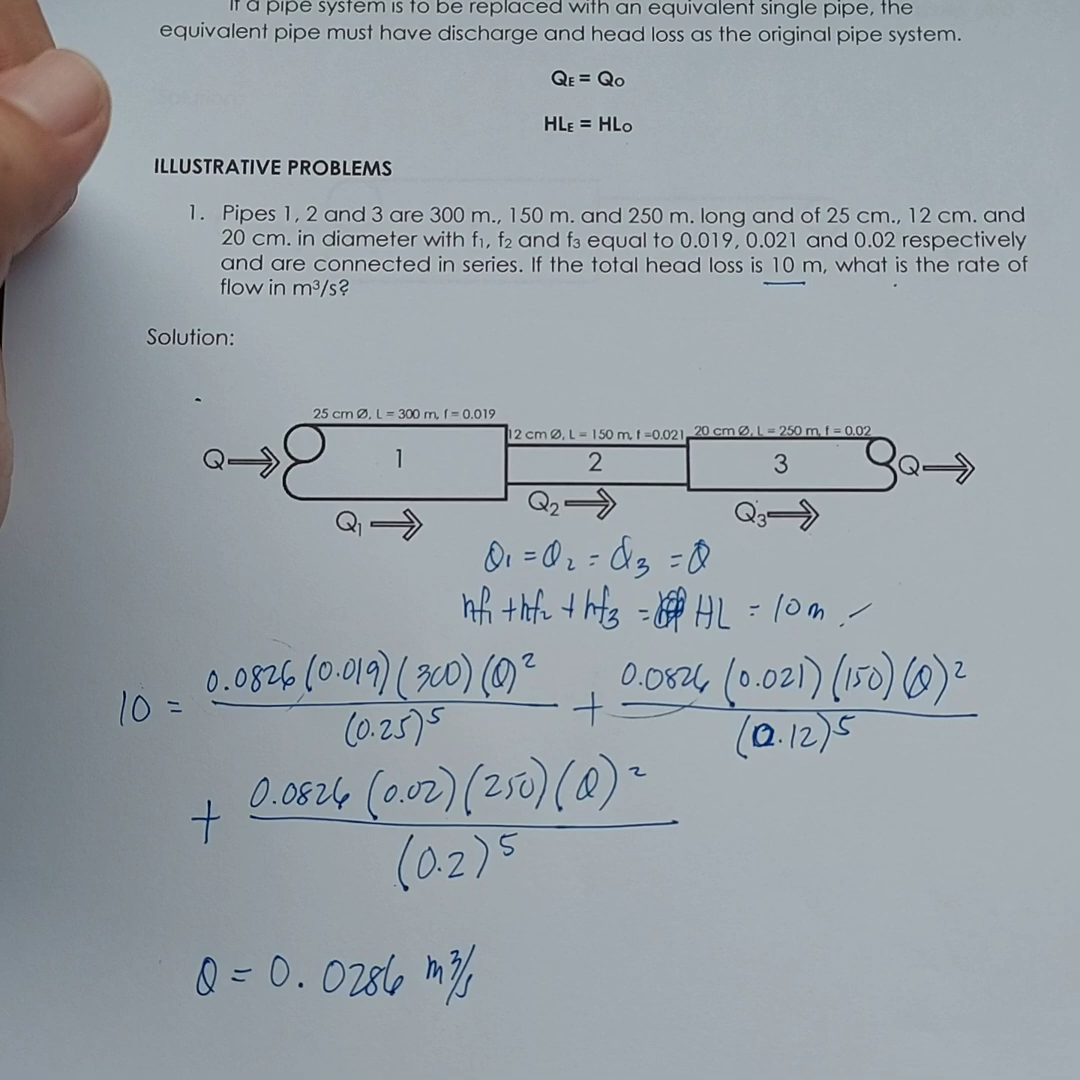 If a pipe system is to be replaced with an equivalent single pipe, the
equivalent pipe must have discharge and head loss as the original pipe system.
QE = QO
HLE = HLO
ILLUSTRATIVE PROBLEMS
1. Pipes 1, 2 and 3 are 300 m., 150 m. and 250 m. long and of 25 cm., 12 cm. and
20 cm. in diameter with f₁, f₂ and f₃ equal to 0.019, 0.021 and 0.02 respectively
and are connected in series. If the total head loss is 10 m, what is the rate of
flow in m³/s?
Solution:
25 cm Ø, L = 300 m, f = 0.019
12 cm Ø, L = 150 m, f =0.021
20 cm Ø, L = 250 m, f = 0.02
Q 1 2 3 Q
Q₁ Q₂ Q₃
Q₁ = Q₂ = Q₃ = Q
hf₁ + hf₂ + hf₃ = HL = 10 m
10 = 0.0826 (0.019) (300) (Q)² / (0.25)⁵ + 0.0826 (0.021) (150) (Q)² / (0.12)⁵
+ 0.0826 (0.02) (250) (Q)² / (0.2)⁵
Q = 0.0286 m³/s